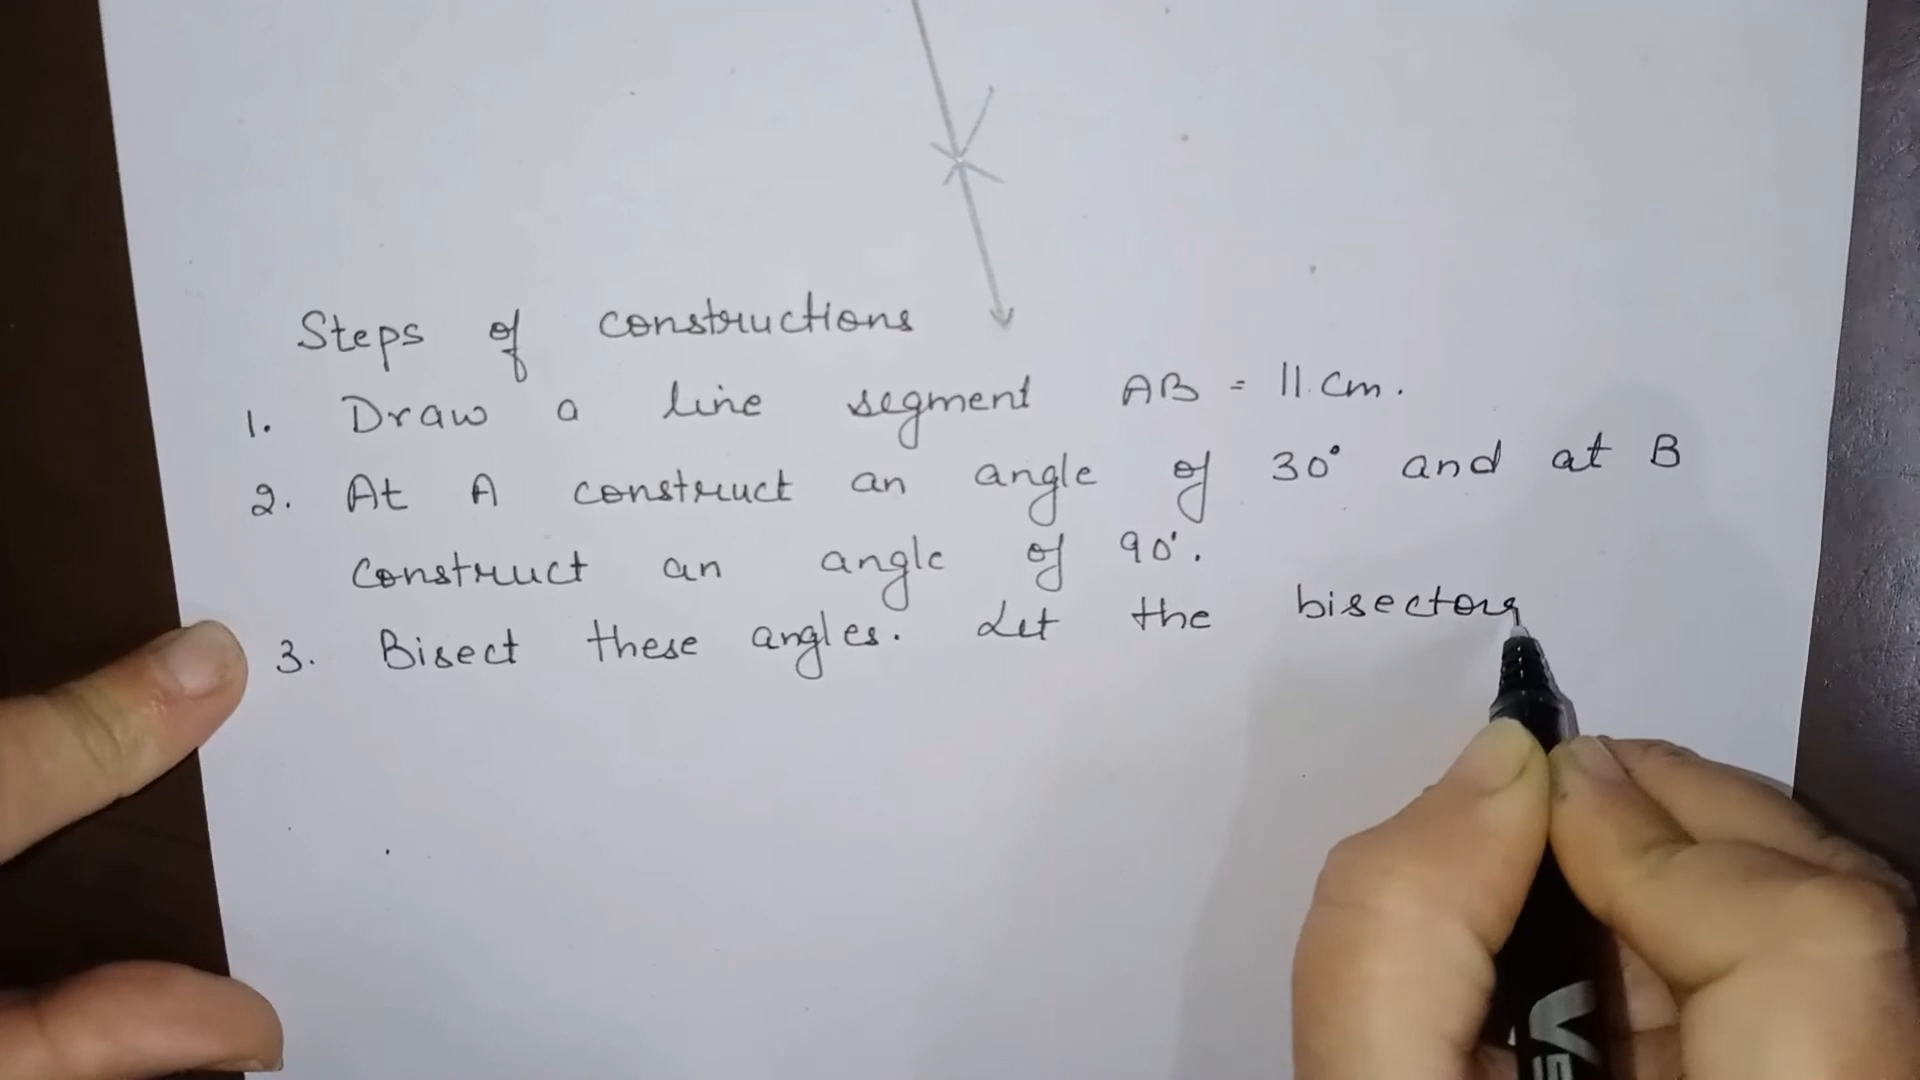 Steps of constructions
1. Draw a line segment AB = 11 cm.
2. At A construct an angle of 30° and at B
construct an angle of 90°.
3. Bisect these angles. Let the bisectors
V5